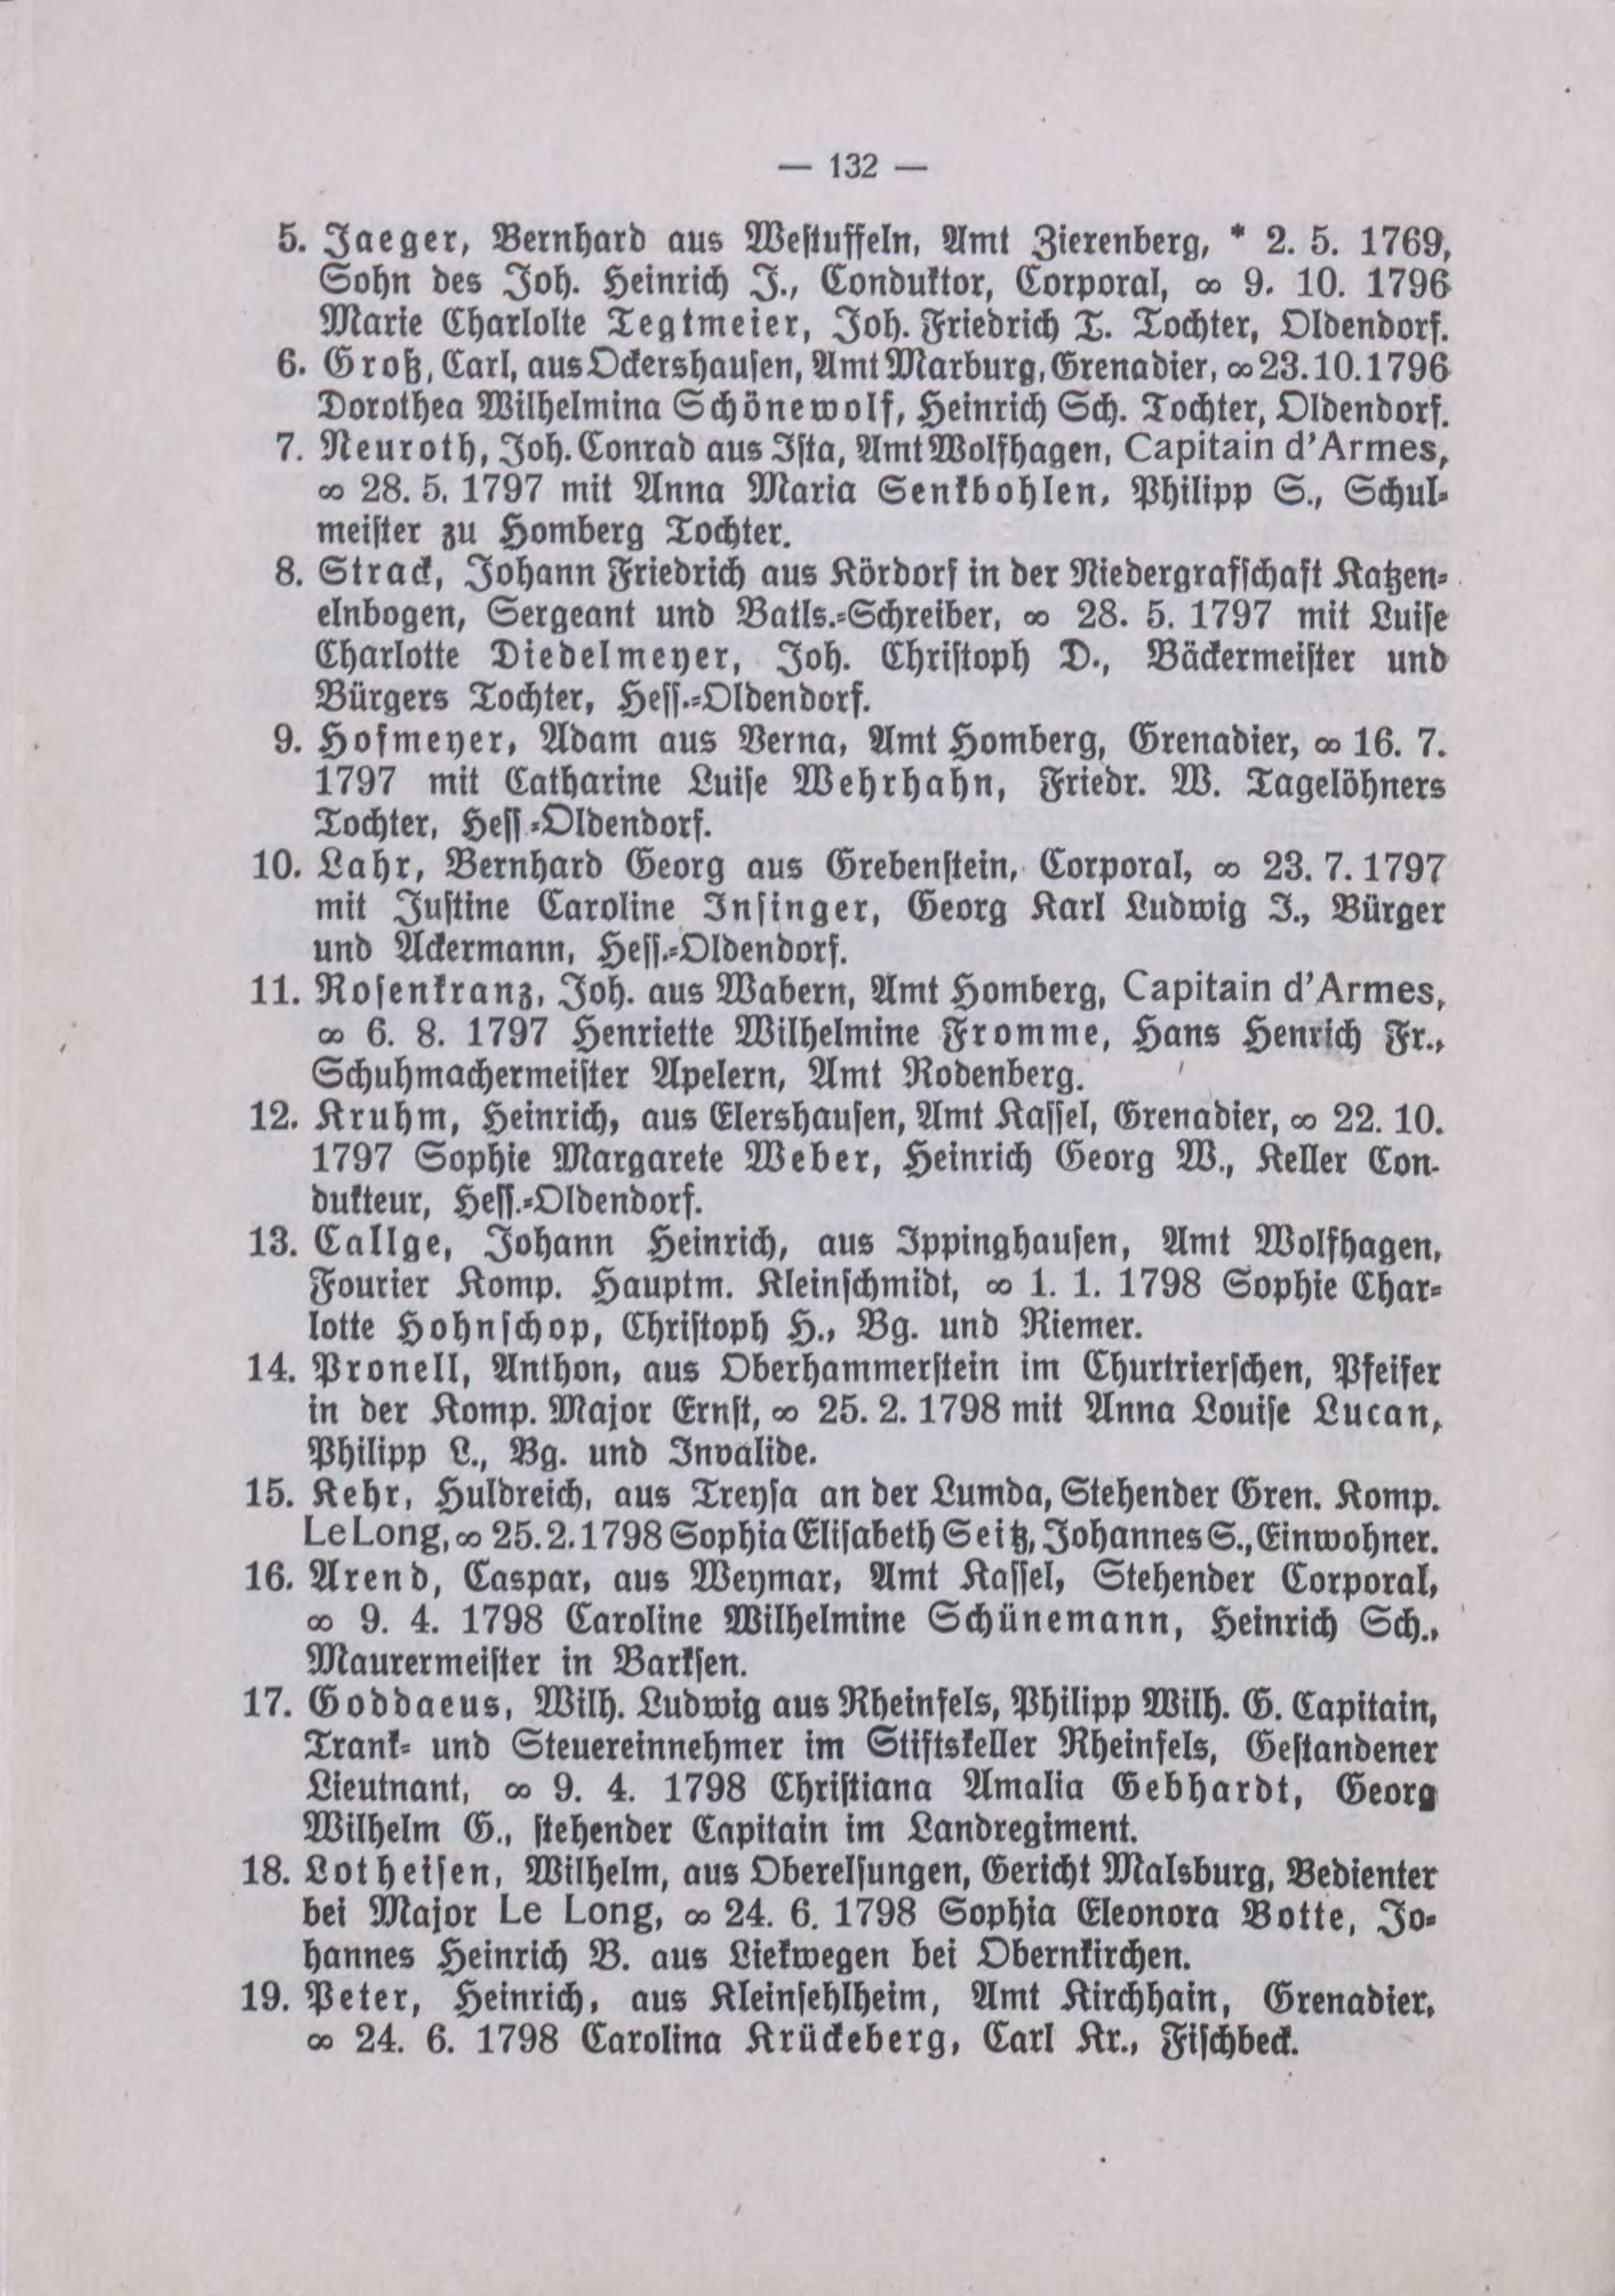 — 132 —
5. Jaeger, Bernhard aus Westuffeln, Amt Zierenberg, * 2. 5. 1769,
Sohn des Joh. Heinrich J., Conduktor, Corporal, ∞ 9. 10. 1796
Marie Charlolte Tegtmeier, Joh. Friedrich T. Tochter, Oldendorf.
6. Groß, Carl, aus Ockershausen, Amt Marburg, Grenadier, ∞ 23. 10. 1796
Dorothea Wilhelmina Schönewolf, Heinrich Sch. Tochter, Oldendorf.
7. Neuroth, Joh. Conrad aus Ista, Amt Wolfhagen, Capitain d'Armes,
∞ 28. 5. 1797 mit Anna Maria Senkbohlen, Philipp S., Schul-
meister zu Homberg Tochter.
8. Strack, Johann Friedrich aus Kördorf in der Niedergrafschaft Katzen-
elnbogen, Sergeant und Batls.-Schreiber, ∞ 28. 5. 1797 mit Luise
Charlotte Diedelmeyer, Joh. Christoph D., Bäckermeister und
Bürgers Tochter, Hess.-Oldendorf.
9. Hofmeyer, Adam aus Verna, Amt Homberg, Grenadier, ∞ 16. 7.
1797 mit Catharine Luise Wehrhahn, Friedr. W. Tagelöhners
Tochter, Hess.-Oldendorf.
10. Lahr, Bernhard Georg aus Grebenstein, Corporal, ∞ 23. 7. 1797
mit Justine Caroline Insinger, Georg Karl Ludwig I., Bürger
und Ackermann, Hess.-Oldendorf.
11. Rosenkranz, Joh. aus Wabern, Amt Homberg, Capitain d'Armes,
∞ 6. 8. 1797 Henriette Wilhelmine Fromme, Hans Henrich Fr.,
Schuhmachermeister Apelern, Amt Rodenberg.
12. Kruhm, Heinrich, aus Elershausen, Amt Kassel, Grenadier, ∞ 22. 10.
1797 Sophie Margarete Weber, Heinrich Georg W., Keller Con-
dukteur, Hess.-Oldendorf.
13. Callge, Johann Heinrich, aus Ippinghausen, Amt Wolfhagen,
Fourier Komp. Hauptm. Kleinschmidt, ∞ 1. 1. 1798 Sophie Char-
lotte Hohnschop, Christoph H., Bg. und Riemer.
14. Pronell, Anthon, aus Oberhammerstein im Churtrierschen, Pfeifer
in der Komp. Major Ernst, ∞ 25. 2. 1798 mit Anna Louise Lucan,
Philipp L., Bg. und Invalide.
15. Kehr, Huldreich, aus Treysa an der Lumda, Stehender Gren. Komp.
Le Long, ∞ 25. 2. 1798 Sophia Elisabeth Seitz, Johannes S., Einwohner.
16. Arend, Caspar, aus Weymar, Amt Kassel, Stehender Corporal,
∞ 9. 4. 1798 Caroline Wilhelmine Schünemann, Heinrich Sch.,
Maurermeister in Barksen.
17. Goddaeus, Wilh. Ludwig aus Rheinfels, Philipp Wilh. G. Capitain,
Trank- und Steuereinnehmer im Stiftskeller Rheinfels, Gestandener
Lieutnant, ∞ 9. 4. 1798 Christiana Amalia Gebhardt, Georg
Wilhelm G., stehender Capitain im Landregiment.
18. Lotheisen, Wilhelm, aus Oberelsungen, Gericht Malsburg, Bedienter
bei Major Le Long, ∞ 24. 6. 1798 Sophia Eleonora Botte, Jo-
hannes Heinrich B. aus Liekwegen bei Obernkirchen.
19. Peter, Heinrich, aus Kleinsehlheim, Amt Kirchhain, Grenadier,
∞ 24. 6. 1798 Carolina Krückeberg, Carl Kr., Fischbeck.